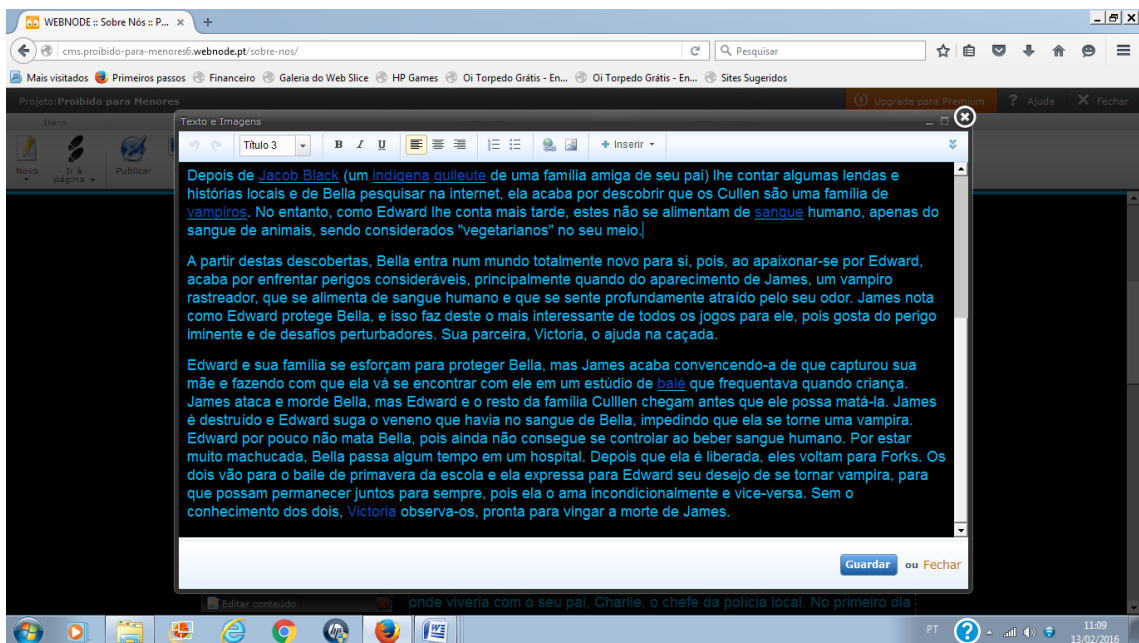 WEBNODE :: Sobre Nós :: P...
cms.proibido-para-menores6.webnode.pt/sobre-nos/
Pesquisar
Mais visitados Primeiros passos Financeiro Galeria do Web Slice HP Games Oi Torpedo Grátis - En... Oi Torpedo Grátis - En... Sites Sugeridos
Projeto:Proibido para Menores Upgrade para Premium ? Ajuda Fechar
Itens
Novo Ir à página Publicar
Texto e Imagens
Título 3 B I U Inserir
Depois de Jacob Black (um indígena quileute de uma família amiga de seu pai) lhe contar algumas lendas e
histórias locais e de Bella pesquisar na internet, ela acaba por descobrir que os Cullen são uma família de
vampiros. No entanto, como Edward lhe conta mais tarde, estes não se alimentam de sangue humano, apenas do
sangue de animais, sendo considerados "vegetarianos" no seu meio.
A partir destas descobertas, Bella entra num mundo totalmente novo para si, pois, ao apaixonar-se por Edward,
acaba por enfrentar perigos consideráveis, principalmente quando do aparecimento de James, um vampiro
rastreador, que se alimenta de sangue humano e que se sente profundamente atraído pelo seu odor. James nota
como Edward protege Bella, e isso faz deste o mais interessante de todos os jogos para ele, pois gosta do perigo
iminente e de desafios perturbadores. Sua parceira, Victoria, o ajuda na caçada.
Edward e sua família se esforçam para proteger Bella, mas James acaba convencendo-a de que capturou sua
mãe e fazendo com que ela vá se encontrar com ele em um estúdio de balé que frequentava quando criança.
James ataca e morde Bella, mas Edward e o resto da família Culllen chegam antes que ele possa matá-la. James
é destruído e Edward suga o veneno que havia no sangue de Bella, impedindo que ela se torne uma vampira.
Edward por pouco não mata Bella, pois ainda não consegue se controlar ao beber sangue humano. Por estar
muito machucada, Bella passa algum tempo em um hospital. Depois que ela é liberada, eles voltam para Forks. Os
dois vão para o baile de primavera da escola e ela expressa para Edward seu desejo de se tornar vampira, para
que possam permanecer juntos para sempre, pois ela o ama incondicionalmente e vice-versa. Sem o
conhecimento dos dois, Victoria observa-os, pronta para vingar a morte de James.
Guardar ou Fechar
Editar conteúdo
onde viveria com o seu pai, Charlie, o chefe da polícia local. No primeiro dia
PT
11:09
13/02/2016